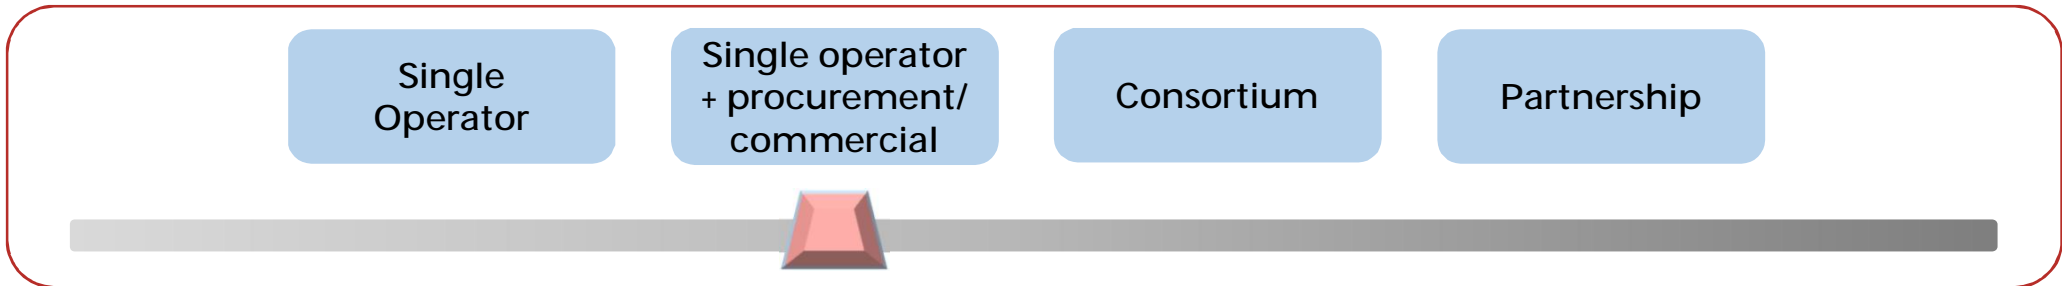 Single
Operator
Single operator
+ procurement/
commercial
Consortium
Partnership